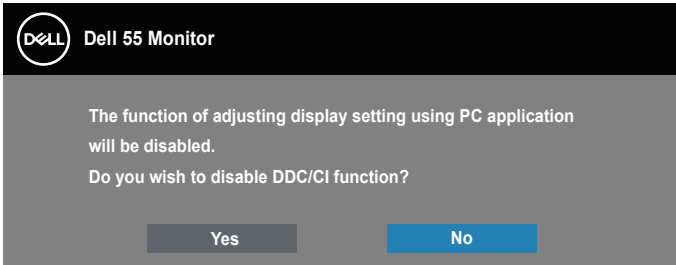 DELL
Dell 55 Monitor
The function of adjusting display setting using PC application
will be disabled.
Do you wish to disable DDC/CI function?
Yes
No